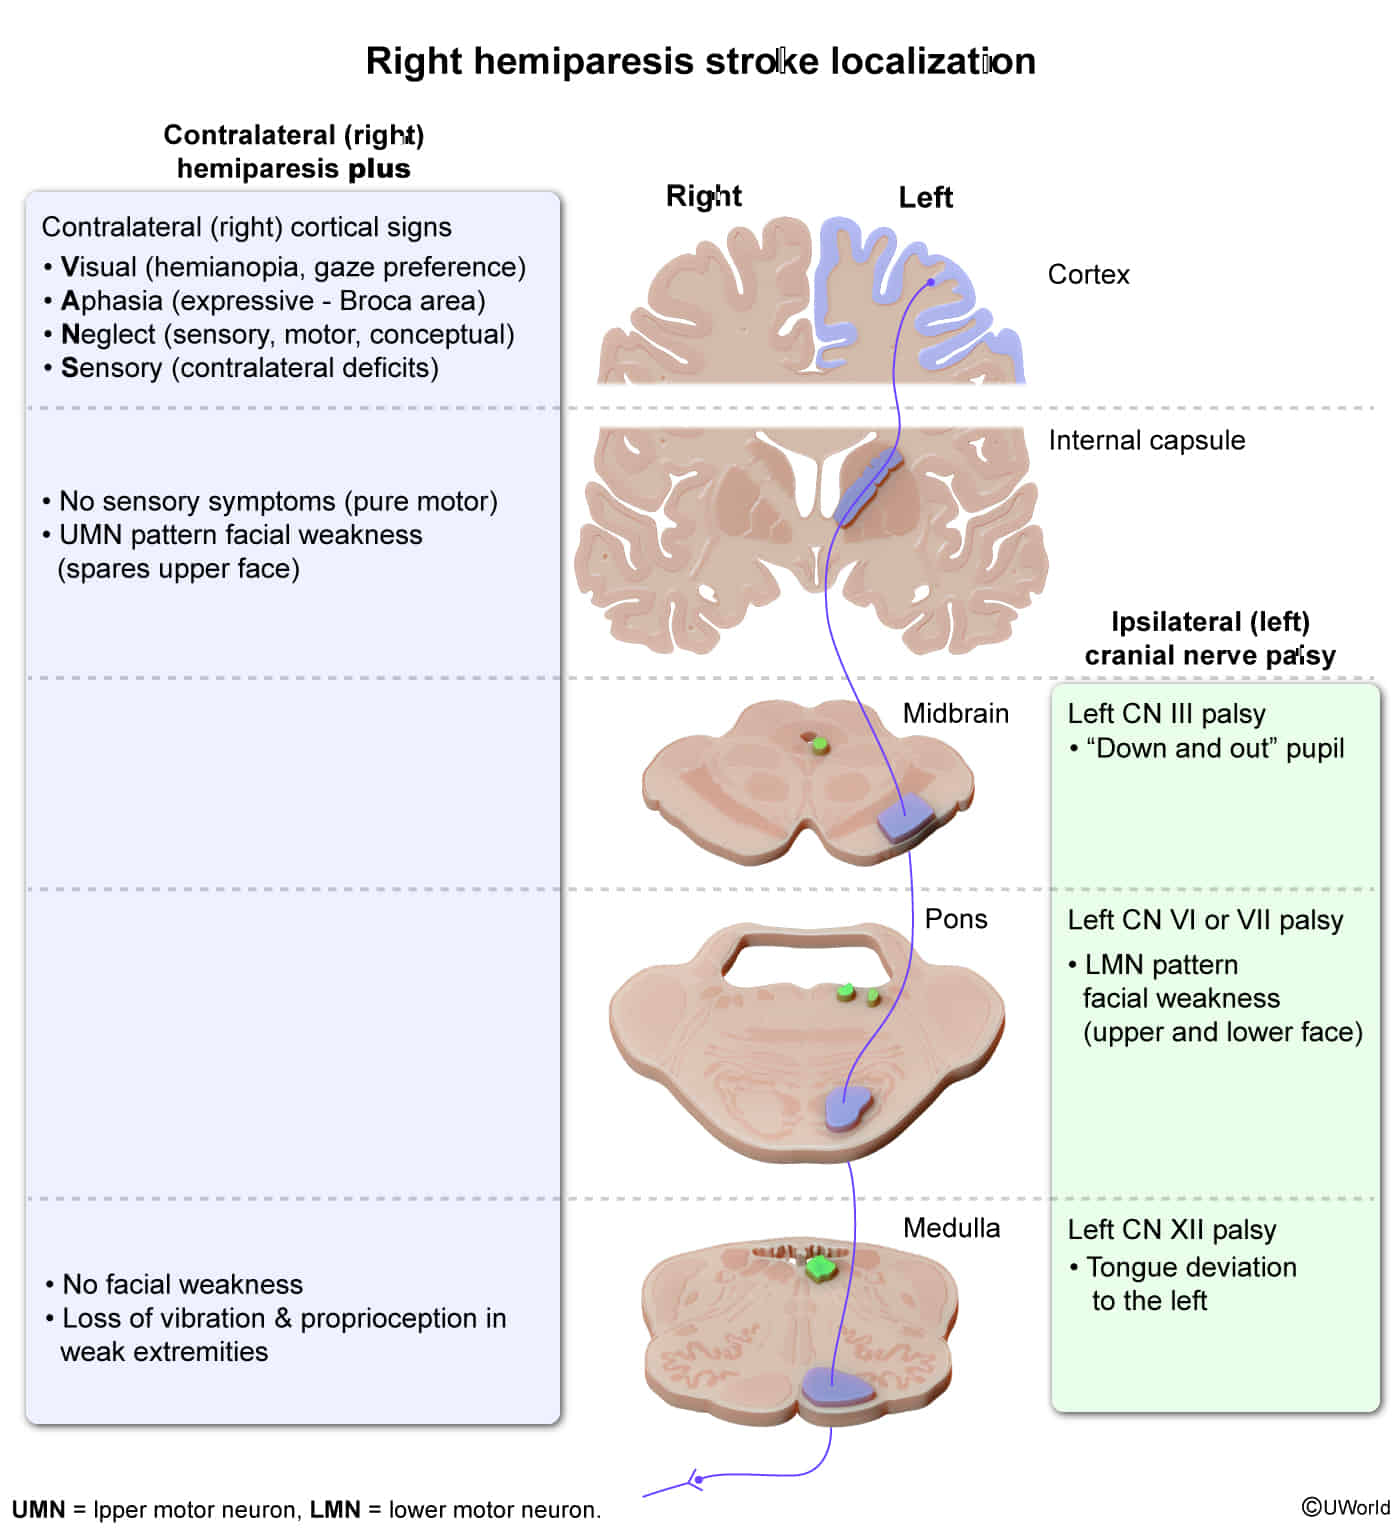 Right hemiparesis stroke localization
Contralateral (right)
hemiparesis plus
Right
Left
Contralateral (right) cortical signs
• Visual (hemianopia, gaze preference)
• Aphasia (expressive - Broca area)
• Neglect (sensory, motor, conceptual)
• Sensory (contralateral deficits)
Cortex
Internal capsule
• No sensory symptoms (pure motor)
• UMN pattern facial weakness
(spares upper face)
Ipsilateral (left)
cranial nerve palsy
Midbrain
Left CN III palsy
• “Down and out” pupil
Pons
Left CN VI or VII palsy
• LMN pattern
facial weakness
(upper and lower face)
Medulla
Left CN XII palsy
• Tongue deviation
to the left
• No facial weakness
• Loss of vibration & proprioception in
weak extremities
UMN = lpper motor neuron, LMN = lower motor neuron.
©UWorld